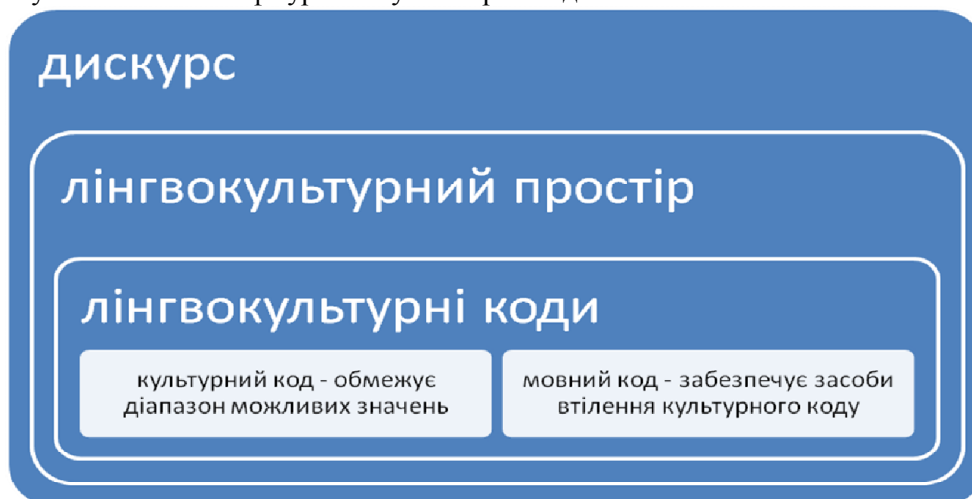 дискурс
лінгвокультурний простір
лінгвокультурні коди
культурний код - обмежує
діапазон можливих значень
мовний код - забезпечує засоби
втілення культурного коду